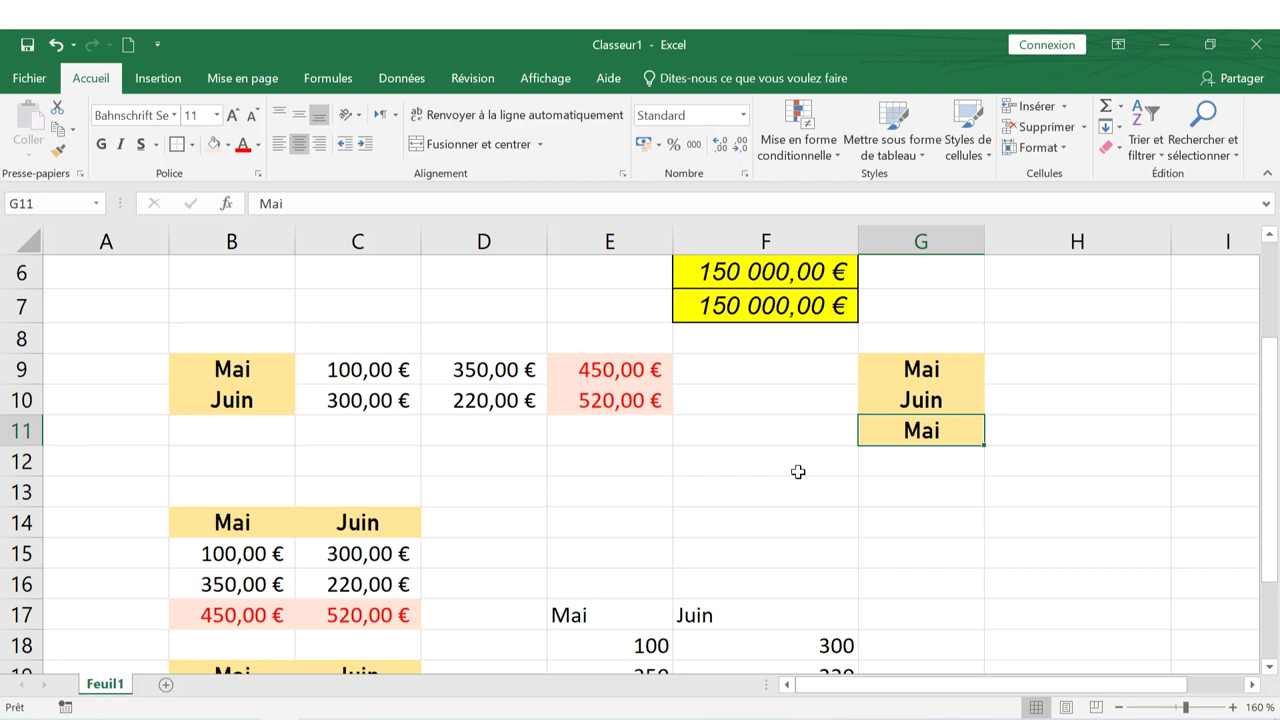 Classeur1 - Excel
Connexion
Fichier Accueil Insertion Mise en page Formules Données Révision Affichage Aide Dites-nous ce que vous voulez faire Partager
Coller
Bahnschrift Se 11
G I S
Renvoyer à la ligne automatiquement
Fusionner et centrer
Standard
% 000
Mise en forme conditionnelle
Mettre sous forme de tableau
Styles de cellules
Insérer
Supprimer
Format
Trier et filtrer
Rechercher et sélectionner
Presse-papiers Police Alignement Nombre Styles Cellules Édition
G11 fx Mai
A B C D E F G H I
6 150 000,00 €
7 150 000,00 €
8
9 Mai 100,00 € 350,00 € 450,00 € Mai
10 Juin 300,00 € 220,00 € 520,00 € Juin
11 Mai
12
13
14 Mai Juin
15 100,00 € 300,00 €
16 350,00 € 220,00 €
17 450,00 € 520,00 € Mai Juin
18 100 300
Feuil1
Prêt 160 %